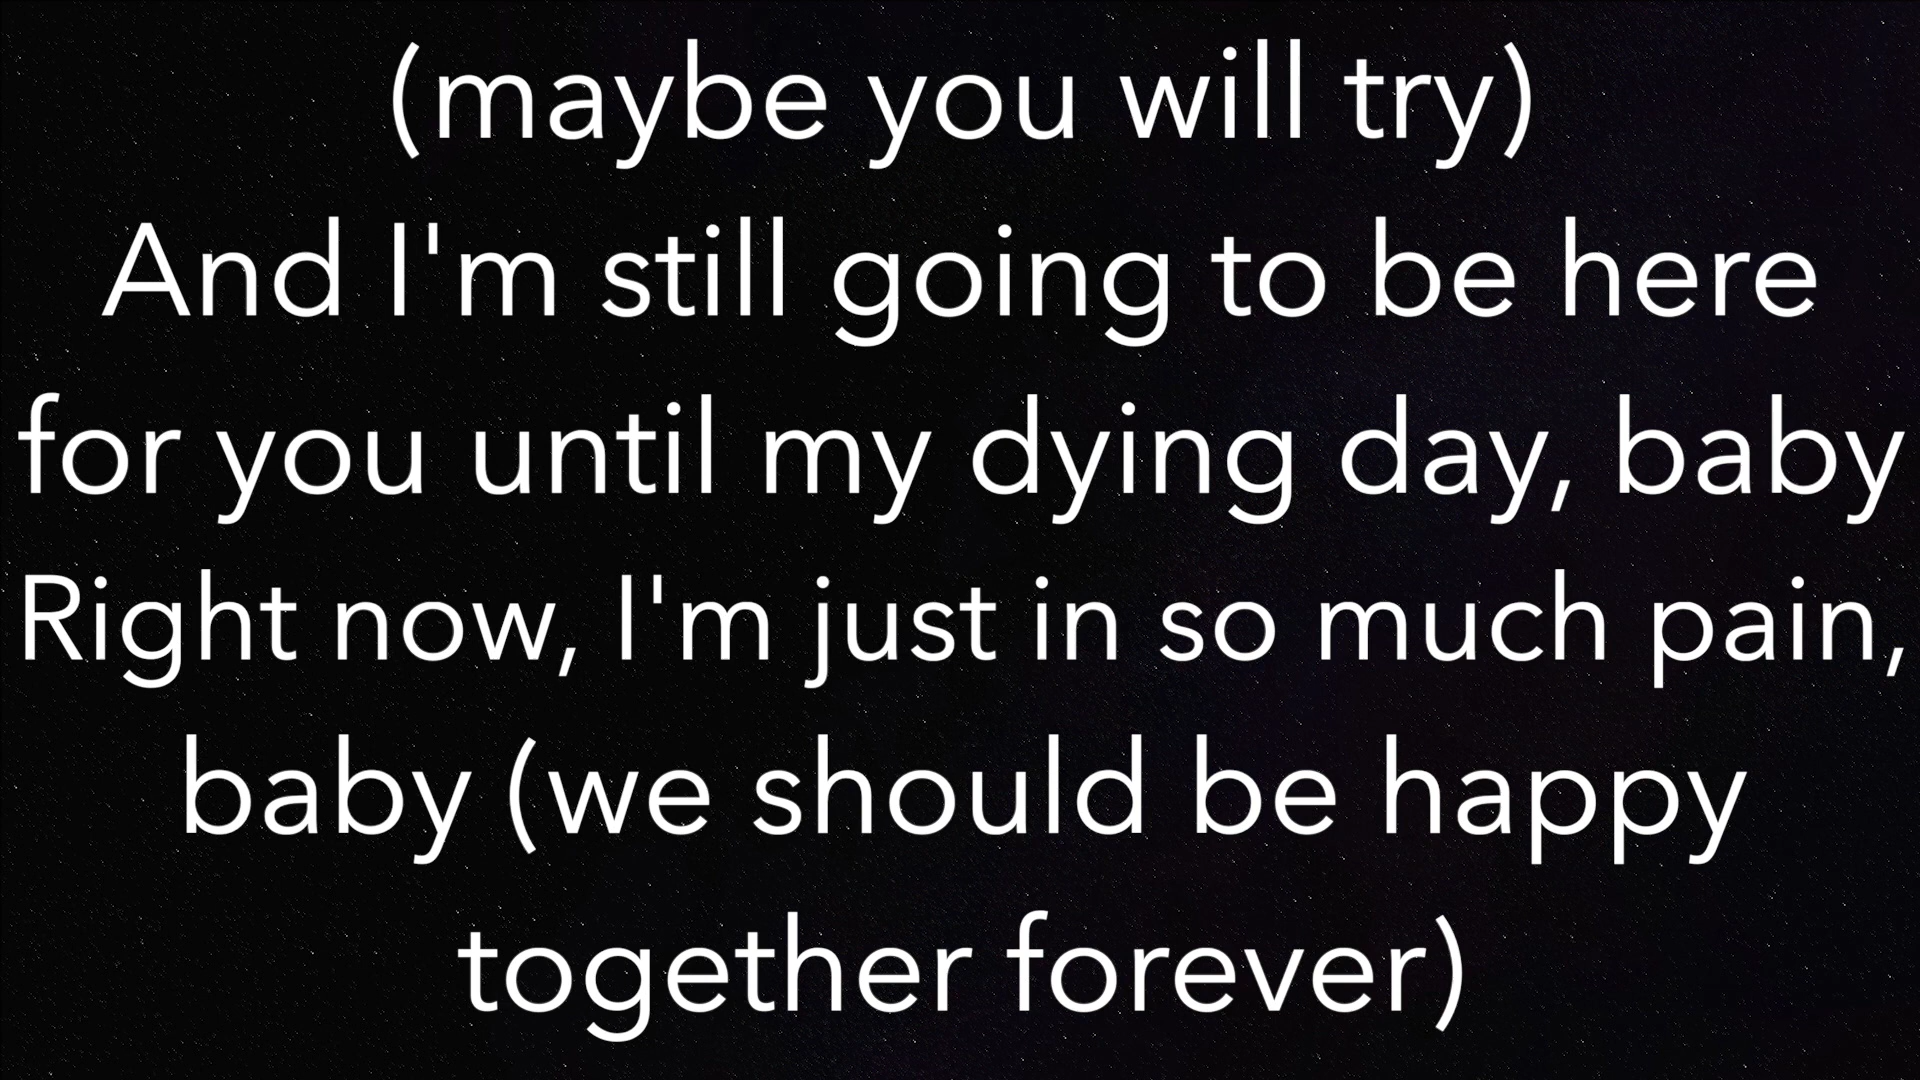 (maybe you will try)
And I'm still going to be here
for you until my dying day, baby
Right now, I'm just in so much pain,
baby (we should be happy
together forever)